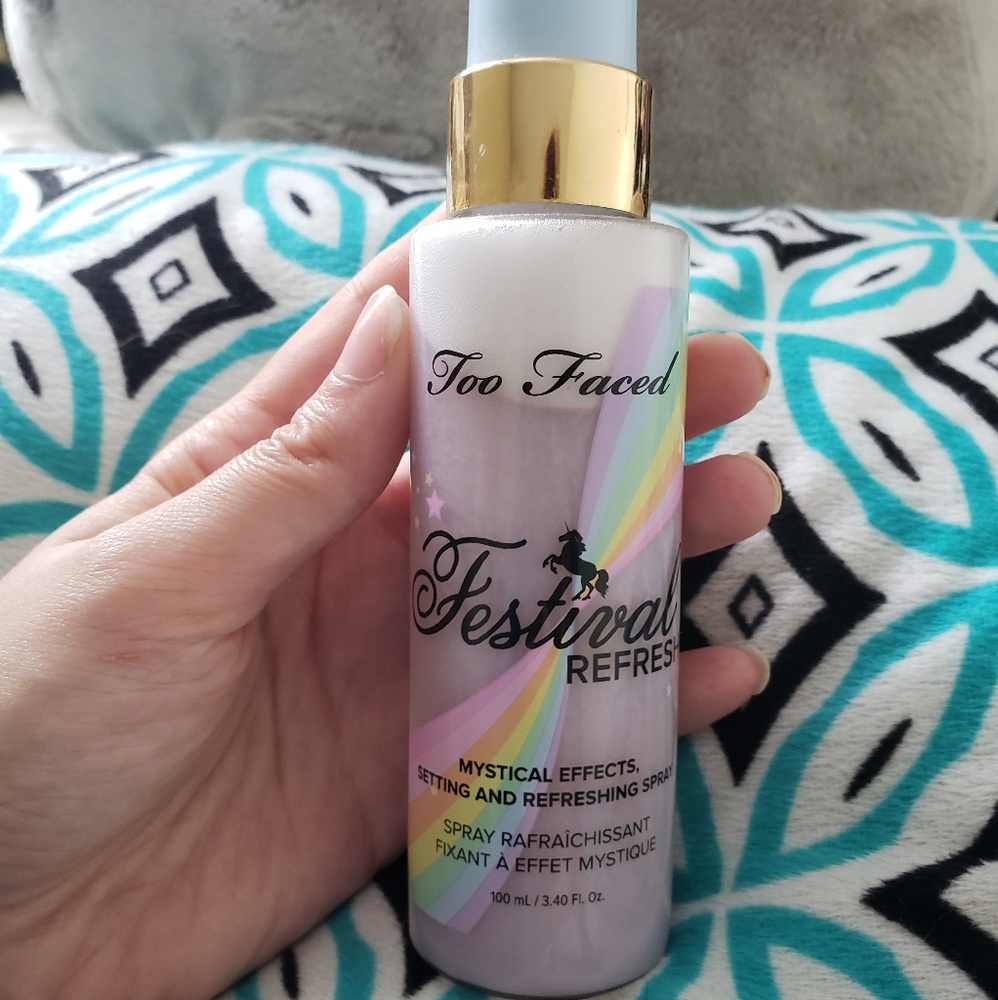 Too Faced
Festival
REFRESH
MYSTICAL EFFECTS,
SETTING AND REFRESHING SPRAY
SPRAY RAFRAÎCHISSANT
FIXANT À EFFET MYSTIQUE
100 mL / 3.40 Fl. Oz.